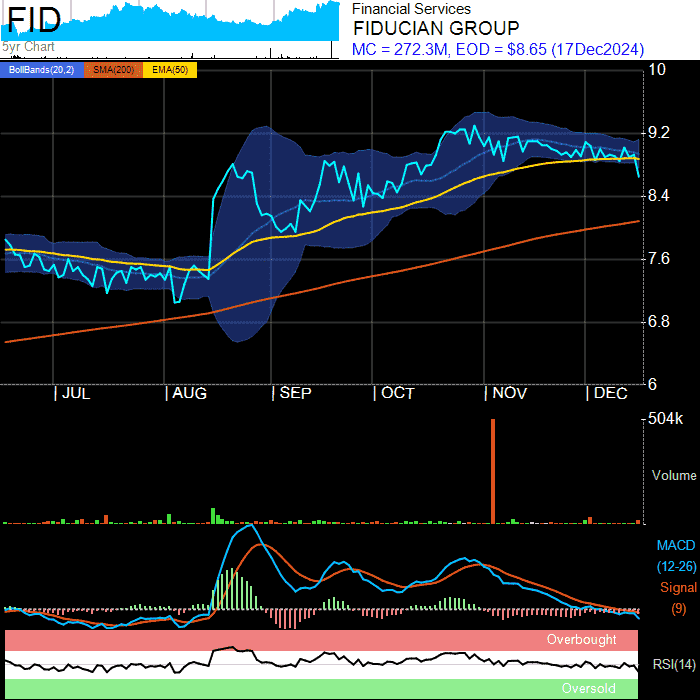 FID
5yr Chart
Financial Services
FIDUCIAN GROUP
MC = 272.3M, EOD = $8.65 (17Dec2024)
BollBands(20,2) SMA(200) EMA(50)
10
9.2
8.4
7.6
6.8
6
JUL AUG SEP OCT NOV DEC
504k
Volume
MACD
(12-26)
Signal
(9)
Overbought
RSI(14)
Oversold